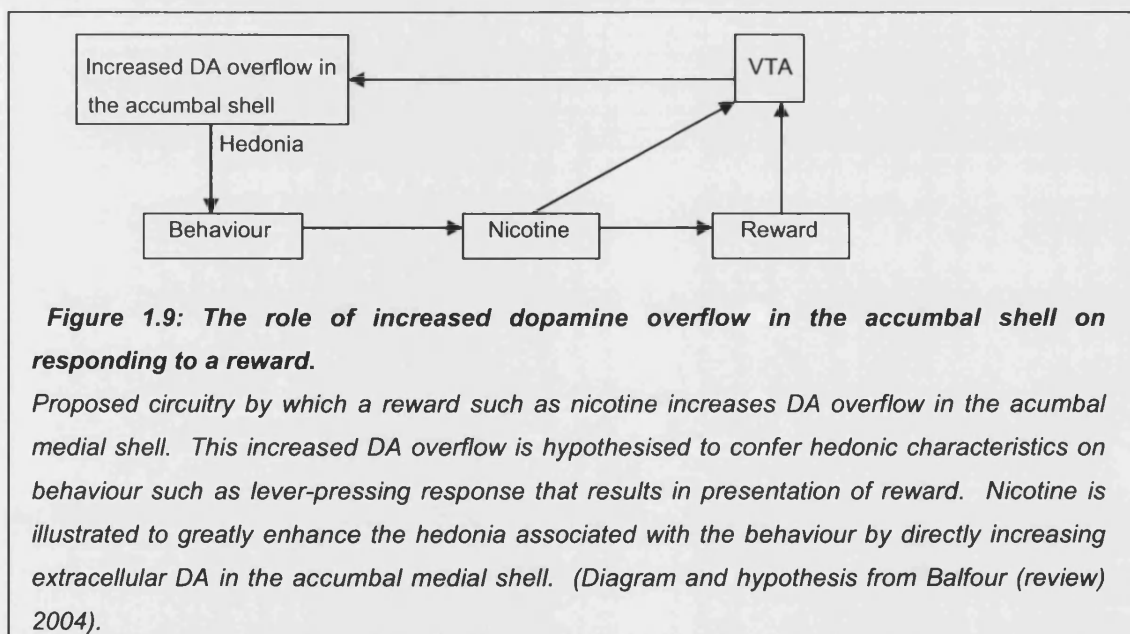 Increased DA overflow in
the accumbal shell
VTA
Hedonia
Behaviour
Nicotine
Reward
Figure 1.9: The role of increased dopamine overflow in the accumbal shell on
responding to a reward.
Proposed circuitry by which a reward such as nicotine increases DA overflow in the acumbal
medial shell. This increased DA overflow is hypothesised to confer hedonic characteristics on
behaviour such as lever-pressing response that results in presentation of reward. Nicotine is
illustrated to greatly enhance the hedonia associated with the behaviour by directly increasing
extracellular DA in the accumbal medial shell. (Diagram and hypothesis from Balfour (review)
2004).